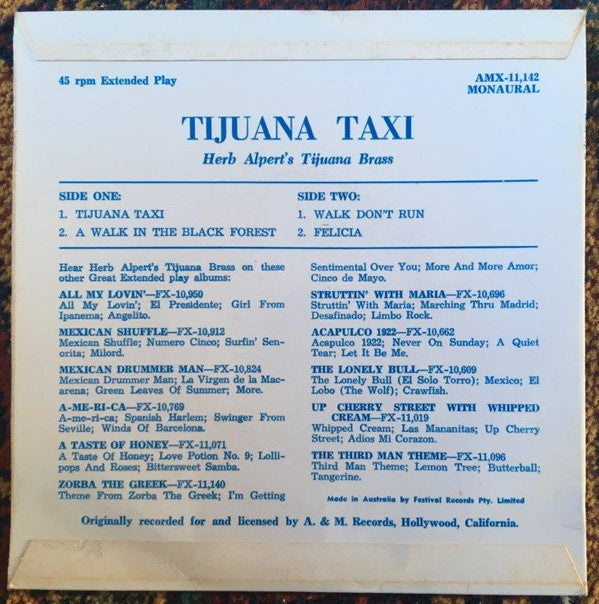 45 rpm Extended Play
AMX-11,142
MONAURAL
TIJUANA TAXI
Herb Alpert's Tijuana Brass
SIDE ONE:
1. TIJUANA TAXI
2. A WALK IN THE BLACK FOREST
SIDE TWO:
1. WALK DON'T RUN
2. FELICIA
Hear Herb Alpert's Tijuana Brass on these
other Great Extended play albums:
ALL MY LOVIN'—FX-10,950
All My Lovin'; El Presidente; Girl From
Ipanema; Angelito.
MEXICAN SHUFFLE—FX-10,912
Mexican Shuffle; Numero Cinco; Surfin' Sen-
orita; Milord.
MEXICAN DRUMMER MAN—FX-10,824
Mexican Drummer Man; La Virgen de la Mac-
arena; Green Leaves Of Summer; More.
A-ME-RI-CA—FX-10,769
A-me-ri-ca; Spanish Harlem; Swinger From
Seville; Winds Of Barcelona.
A TASTE OF HONEY—FX-11,071
A Taste Of Honey; Love Potion No. 9; Lolli-
pops And Roses; Bittersweet Samba.
ZORBA THE GREEK—FX-11,140
Theme From Zorba The Greek; I'm Getting
Sentimental Over You; More And More Amor;
Cinco de Mayo.
STRUTTIN' WITH MARIA—FX-10,696
Struttin' With Maria; Marching Thru Madrid;
Desafinado; Limbo Rock.
ACAPULCO 1922—FX-10,662
Acapulco 1922; Never On Sunday; A Quiet
Tear; Let It Be Me.
THE LONELY BULL—FX-10,609
The Lonely Bull (El Solo Torro); Mexico; El
Lobo (The Wolf); Crawfish.
UP CHERRY STREET WITH WHIPPED
CREAM—FX-11,019
Whipped Cream; Las Mananitas; Up Cherry
Street; Adios Mi Corazon.
THE THIRD MAN THEME—FX-11,096
Third Man Theme; Lemon Tree; Butterball;
Tangerine.
Made in Australia by Festival Records Pty. Limited
Originally recorded for and licensed by A. & M. Records, Hollywood, California.